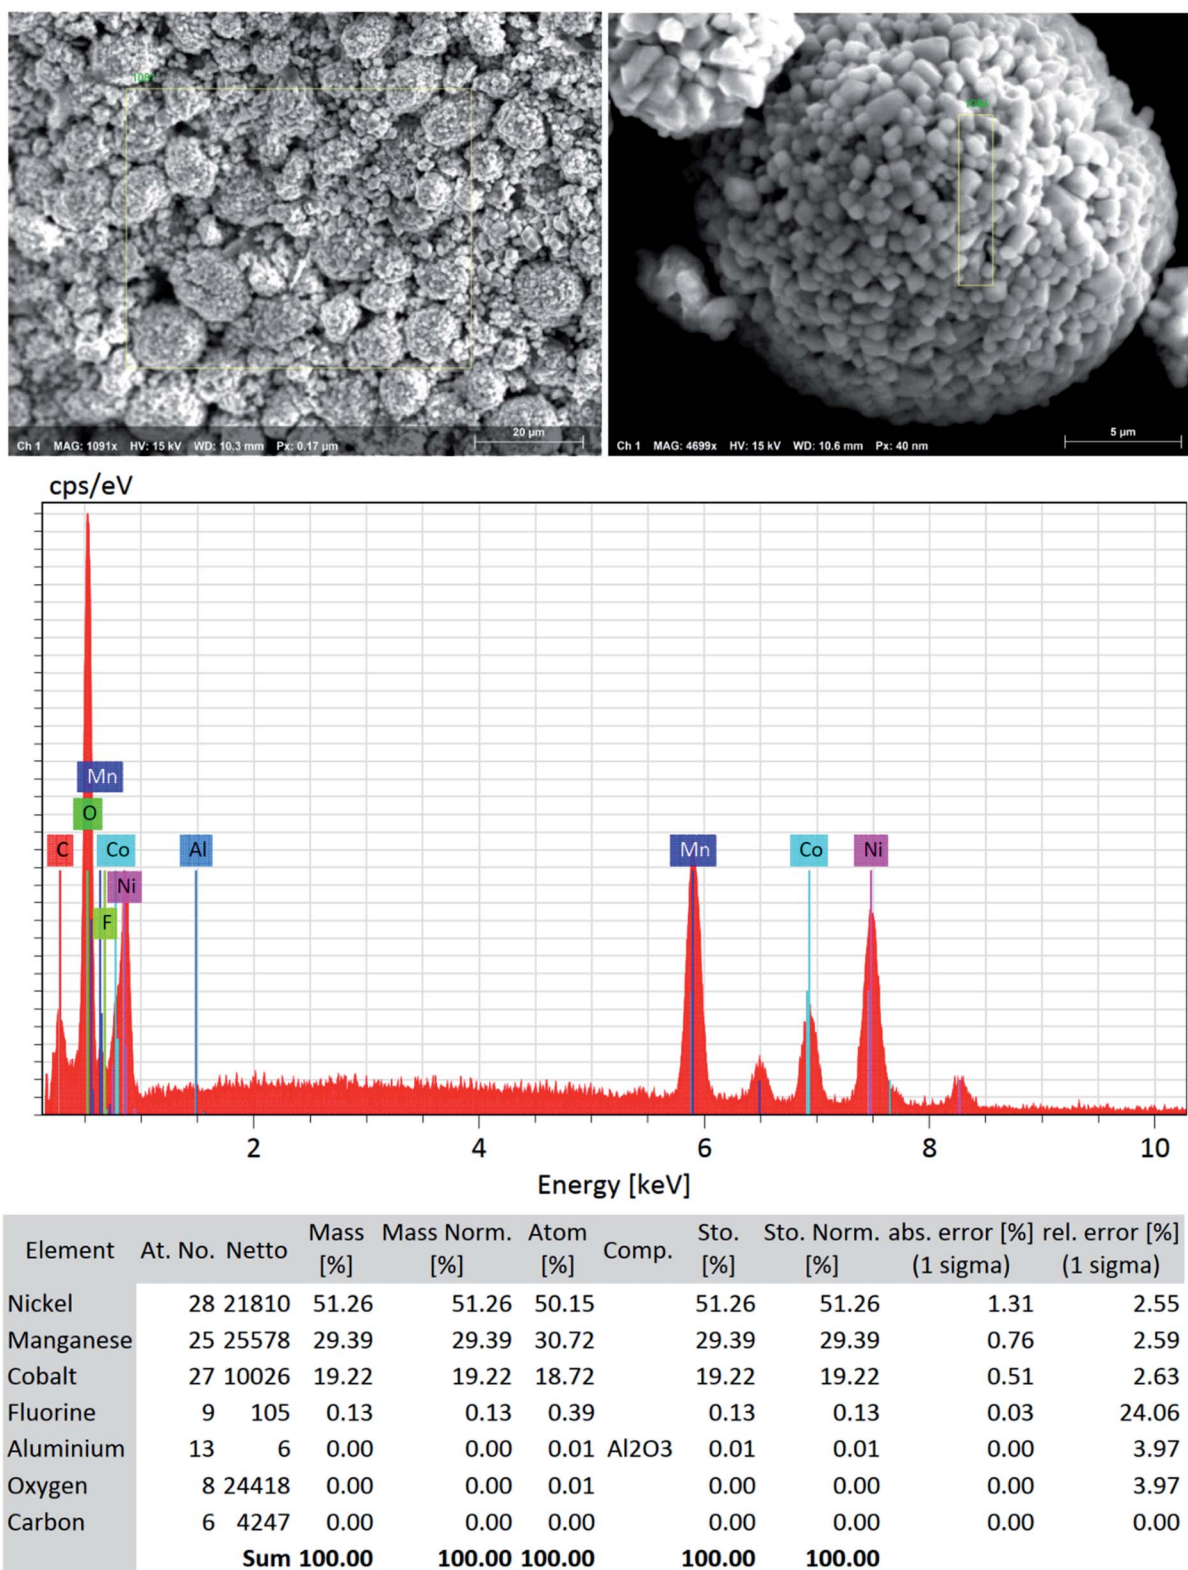 Ch 1 MAG: 1091x HV: 15 kV WD: 10.3 mm Px: 0.17 µm
20 µm
Ch 1 MAG: 4699x HV: 15 kV WD: 10.6 mm Px: 40 nm
5 µm
cps/eV
Mn
O
C
Co
Al
Ni
F
Mn
Co
Ni
2 4 6 8 10
Energy [keV]
Element At. No. Netto Mass [%] Mass Norm. [%] Atom [%] Comp. Sto. [%] Sto. Norm. [%] abs. error [%] (1 sigma) rel. error [%] (1 sigma)
Nickel 28 21810 51.26 51.26 50.15 51.26 51.26 1.31 2.55
Manganese 25 25578 29.39 29.39 30.72 29.39 29.39 0.76 2.59
Cobalt 27 10026 19.22 19.22 18.72 19.22 19.22 0.51 2.63
Fluorine 9 105 0.13 0.13 0.39 0.13 0.13 0.03 24.06
Aluminium 13 6 0.00 0.00 0.01 Al2O3 0.01 0.01 0.00 3.97
Oxygen 8 24418 0.00 0.00 0.01 0.00 0.00 0.00 3.97
Carbon 6 4247 0.00 0.00 0.00 0.00 0.00 0.00 0.00
Sum 100.00 100.00 100.00 100.00 100.00